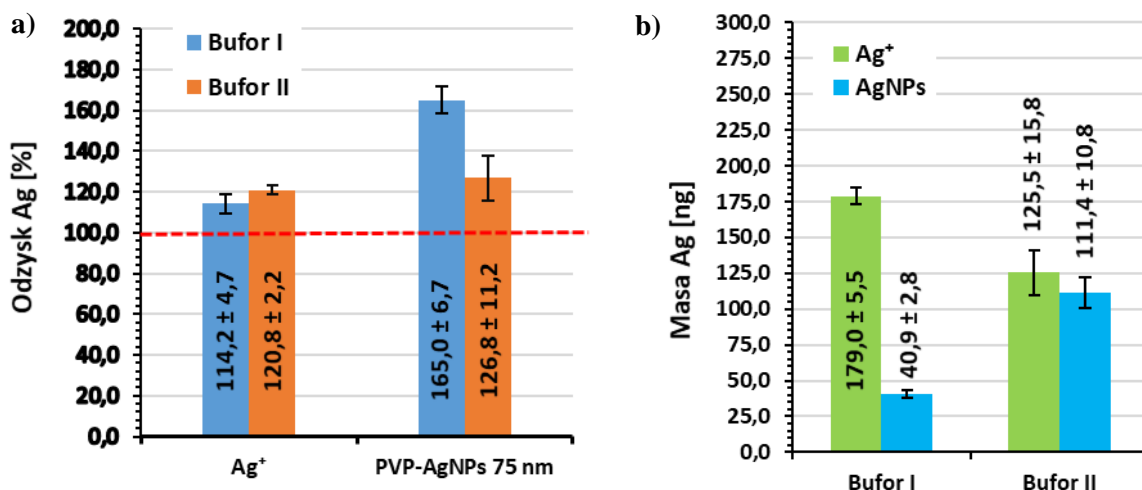 a)
Odzysk Ag [%]
200,0
180,0
160,0
140,0
120,0
100,0
80,0
60,0
40,0
20,0
0,0
Bufor I
Bufor II
114,2 ± 4,7
120,8 ± 2,2
165,0 ± 6,7
126,8 ± 11,2
Ag⁺
PVP-AgNPs 75 nm
b)
Masa Ag [ng]
300,0
275,0
250,0
225,0
200,0
175,0
150,0
125,0
100,0
75,0
50,0
25,0
0,0
Ag⁺
AgNPs
179,0 ± 5,5
40,9 ± 2,8
125,5 ± 15,8
111,4 ± 10,8
Bufor I
Bufor II